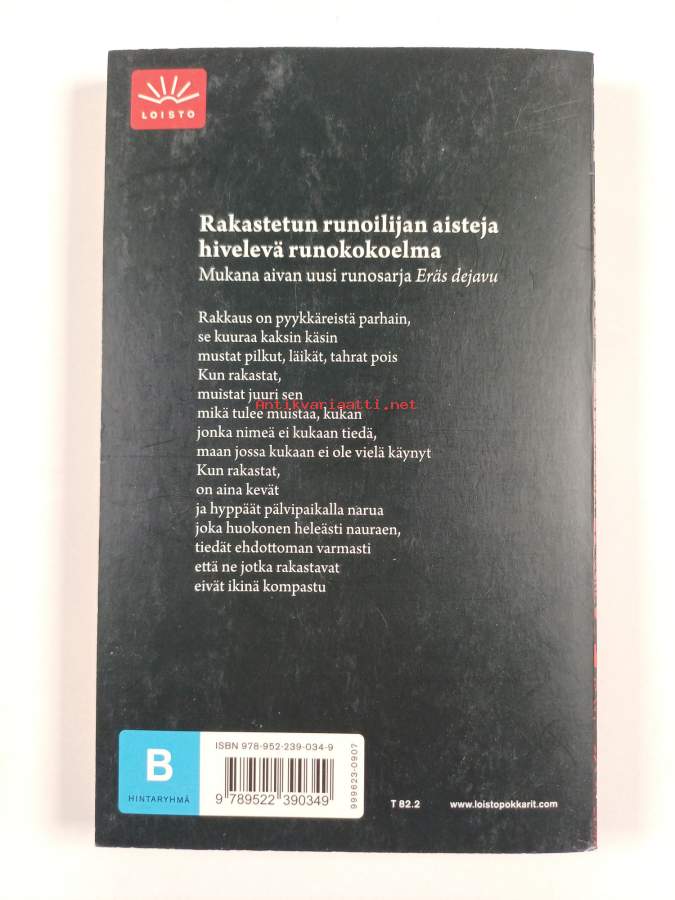 LOISTO
Rakastetun runoilijan aisteja
hivelevä runokokoelma
Mukana aivan uusi runosarja Eräs dejavu
Rakkaus on pyykkäreistä parhain,
se kuuraa kaksin käsin
mustat pilkut, läikät, tahrat pois
Kun rakastat,
muistat juuri sen
Antikvariaatti.net
mikä tulee muistaa, kukan
jonka nimeä ei kukaan tiedä,
maan jossa kukaan ei ole vielä käynyt
Kun rakastat,
on aina kevät
ja hyppäät pälvipaikalla narua
joka huokonen heleästi nauraen,
tiedät ehdottoman varmasti
että ne jotka rakastavat
eivät ikinä kompastu
B
HINTARYHMÄ
ISBN 978-952-239-034-9
9 789522 390349
999623-0907
T 82.2
www.loistopokkarit.com